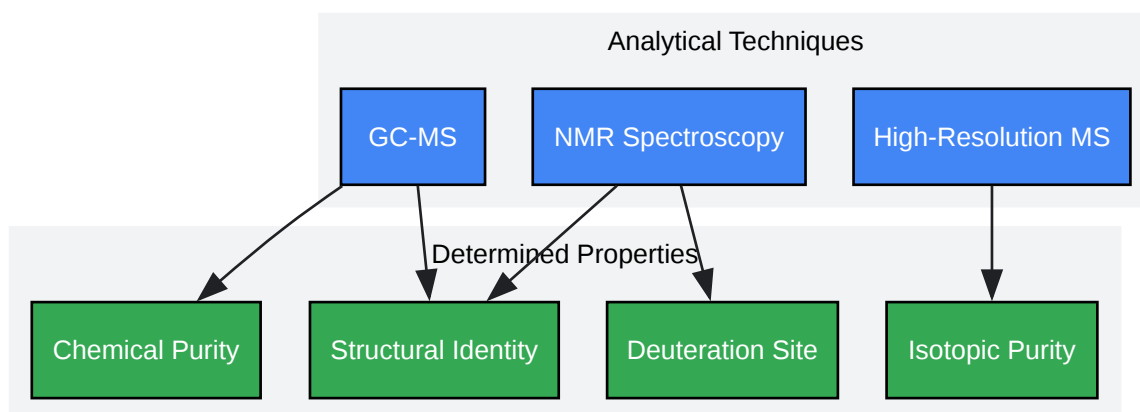 Analytical Techniques
GC-MS
NMR Spectroscopy
High-Resolution MS
Determined Properties
Chemical Purity
Structural Identity
Deuteration Site
Isotopic Purity